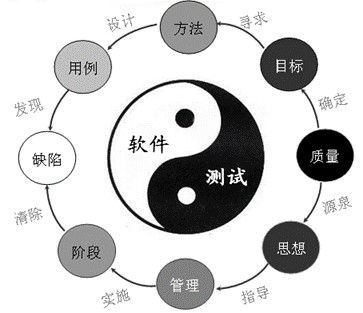 方法
设计
寻求
用例
目标
发现
确定
软件
缺陷
测试
质量
清除
源泉
阶段
思想
管理
实施
指导